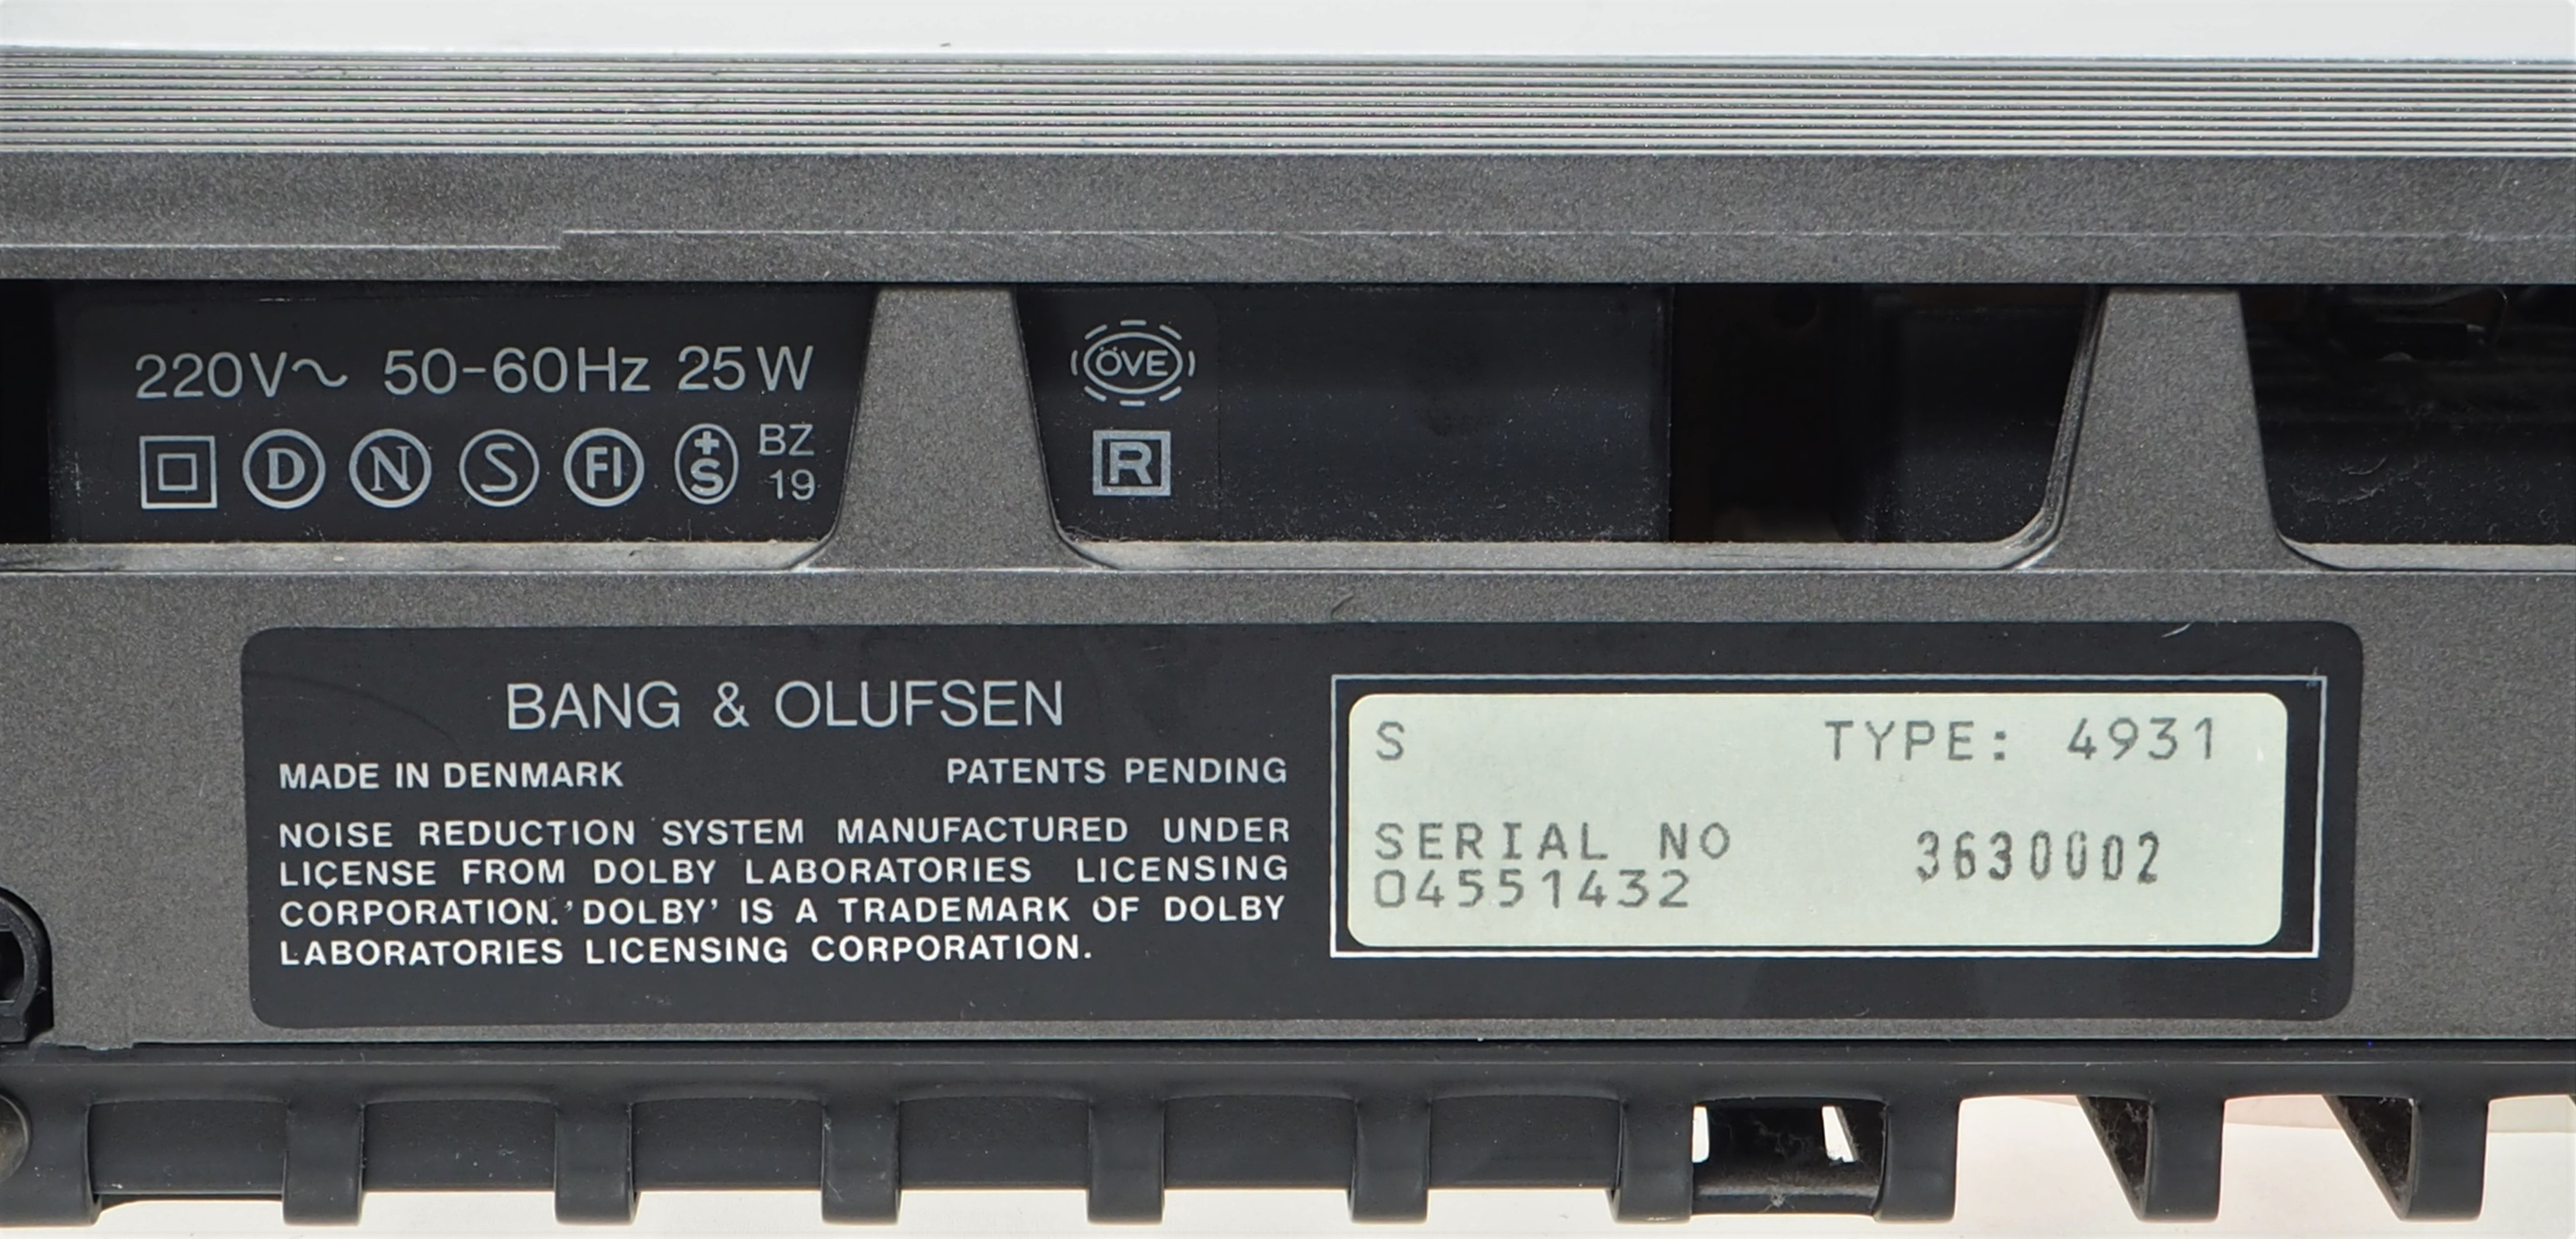 220V~ 50-60Hz 25W
D N S FI +S BZ 19
ÖVE
R
BANG & OLUFSEN
MADE IN DENMARK PATENTS PENDING
NOISE REDUCTION SYSTEM MANUFACTURED UNDER
LICENSE FROM DOLBY LABORATORIES LICENSING
CORPORATION.'DOLBY' IS A TRADEMARK OF DOLBY
LABORATORIES LICENSING CORPORATION.
S TYPE: 4931
SERIAL NO 3630002
04551432